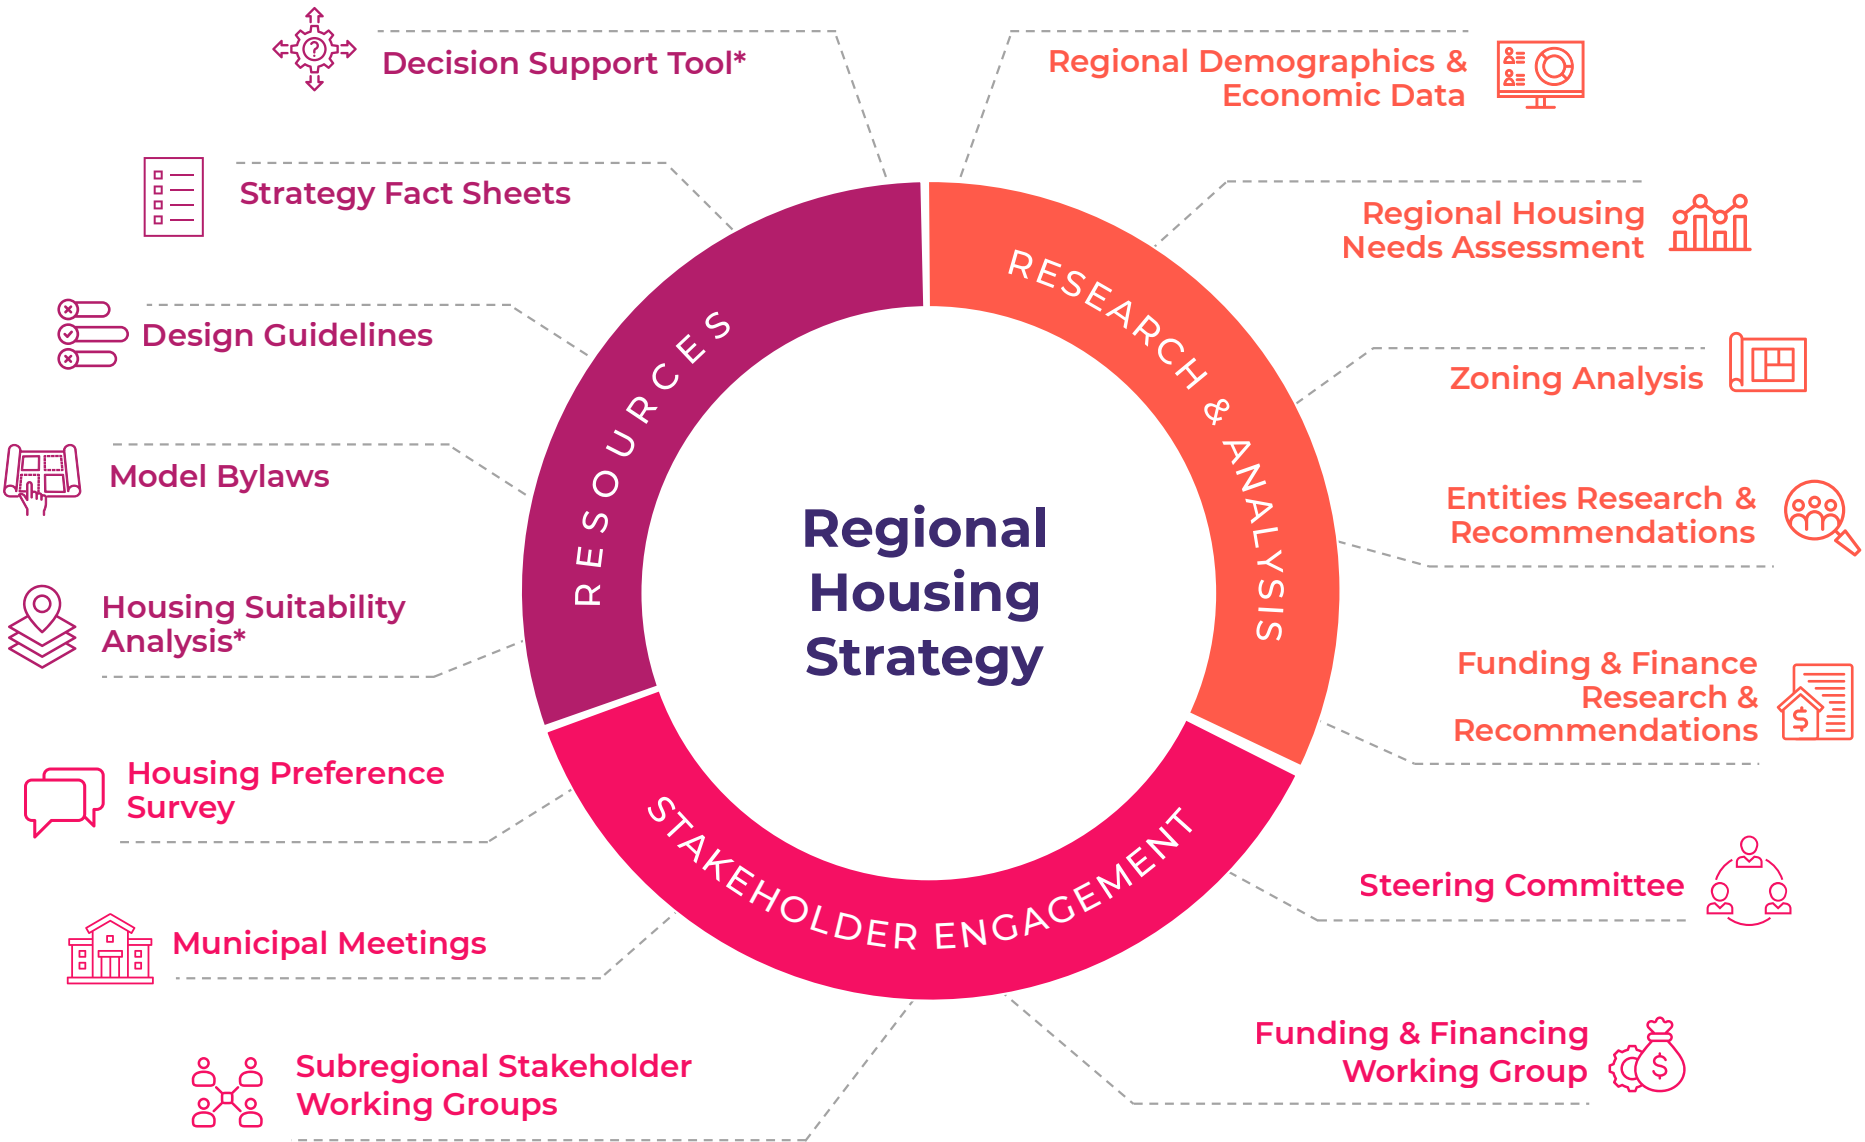 Regional
Housing
Strategy
RESEARCH & ANALYSIS
Regional Demographics &
Economic Data
Regional Housing
Needs Assessment
Zoning Analysis
Entities Research &
Recommendations
Funding & Finance
Research &
Recommendations
STAKEHOLDER ENGAGEMENT
Steering Committee
Funding & Financing
Working Group
$
Subregional Stakeholder
Working Groups
Municipal Meetings
Housing Preference
Survey
RESOURCES
Housing Suitability
Analysis*
Model Bylaws
Design Guidelines
Strategy Fact Sheets
Decision Support Tool*
?
$